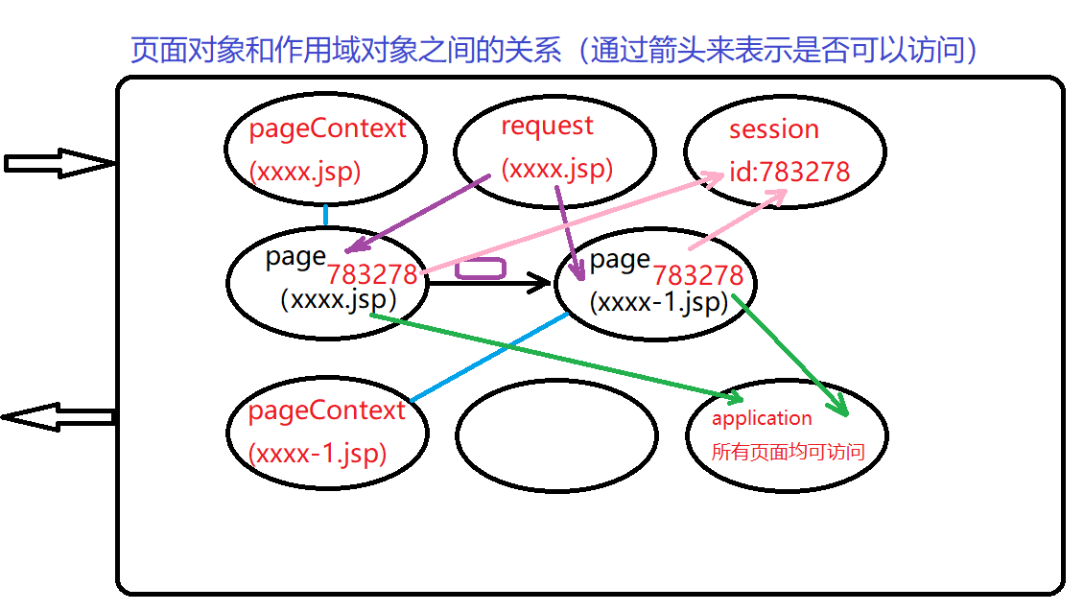 页面对象和作用域对象之间的关系（通过箭头来表示是否可以访问）
pageContext
(xxxx.jsp)
request
(xxxx.jsp)
session
id:783278
page
783278
（xxxx.jsp）
page
783278
(xxxx-1.jsp)
pageContext
(xxxx-1.jsp)
application
所有页面均可访问